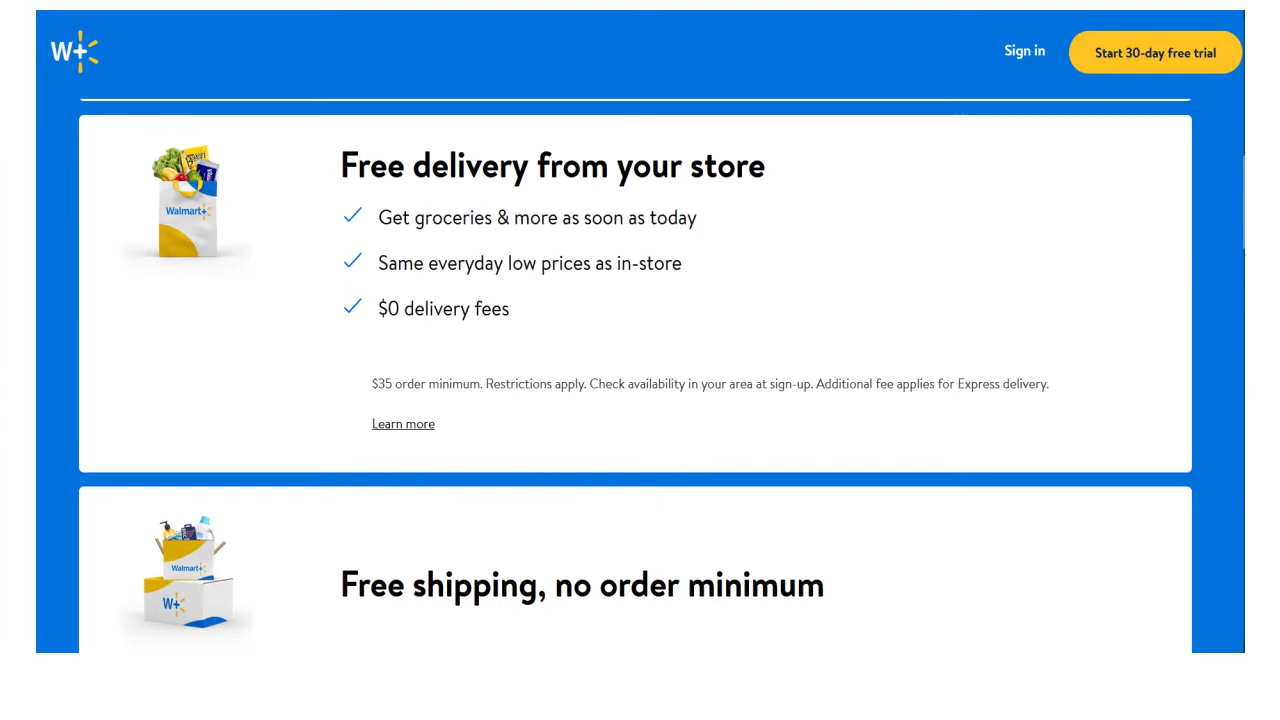 W+
Sign in
Start 30-day free trial
Walmart+
Free delivery from your store
Get groceries & more as soon as today
Same everyday low prices as in-store
$0 delivery fees
$35 order minimum. Restrictions apply. Check availability in your area at sign-up. Additional fee applies for Express delivery.
Learn more
Walmart+
W+
Free shipping, no order minimum